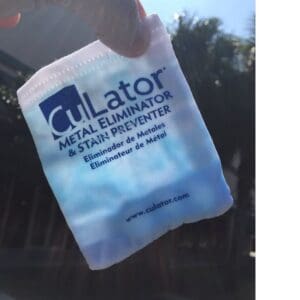 CuLator®
METAL ELIMINATOR
& STAIN PREVENTER
Eliminador de Metales
Eliminateur de Métal
www.culator.com